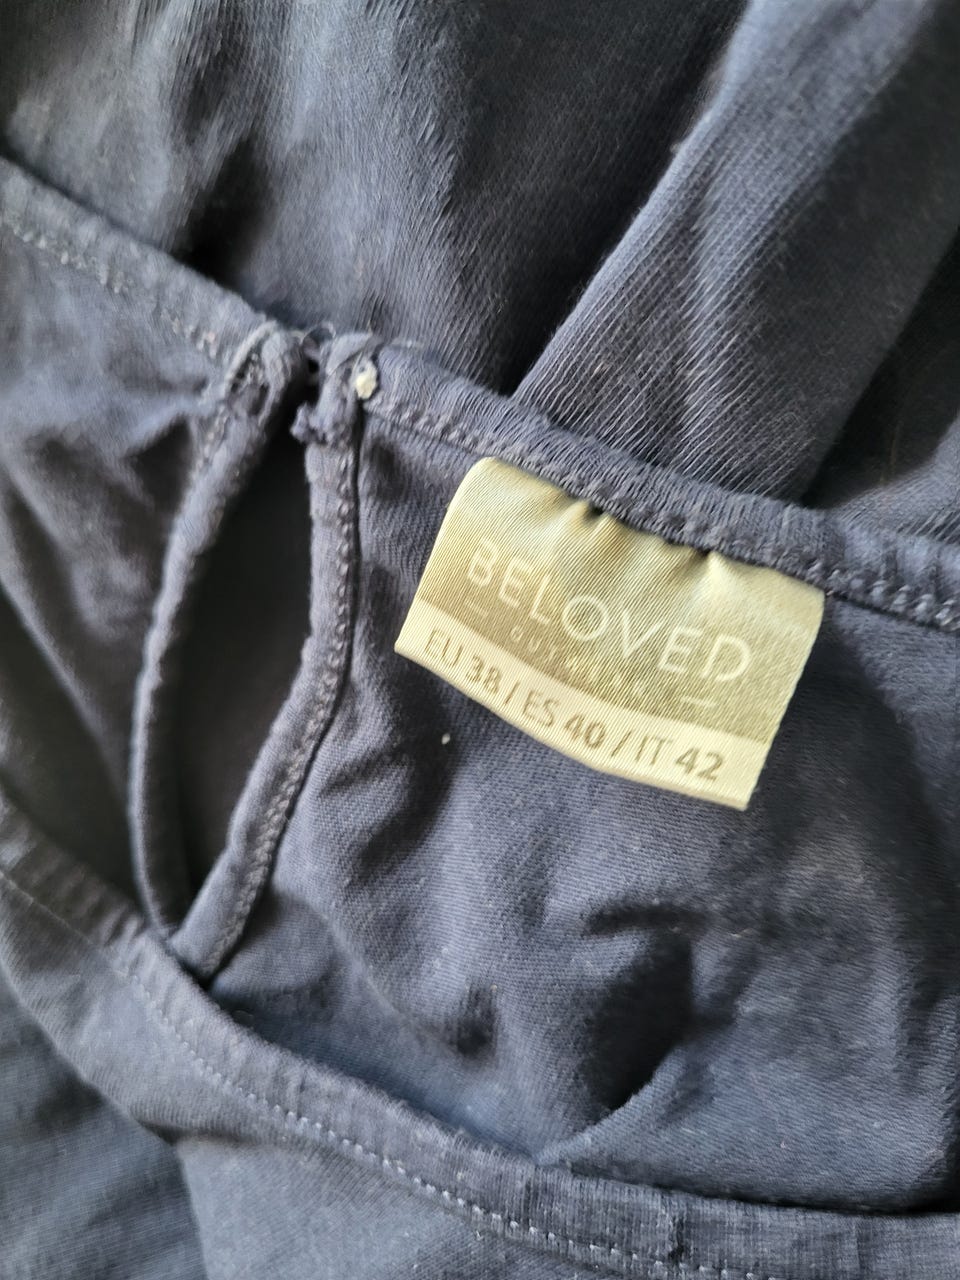 BELOVED
EU 38 / ES 40 / IT 42